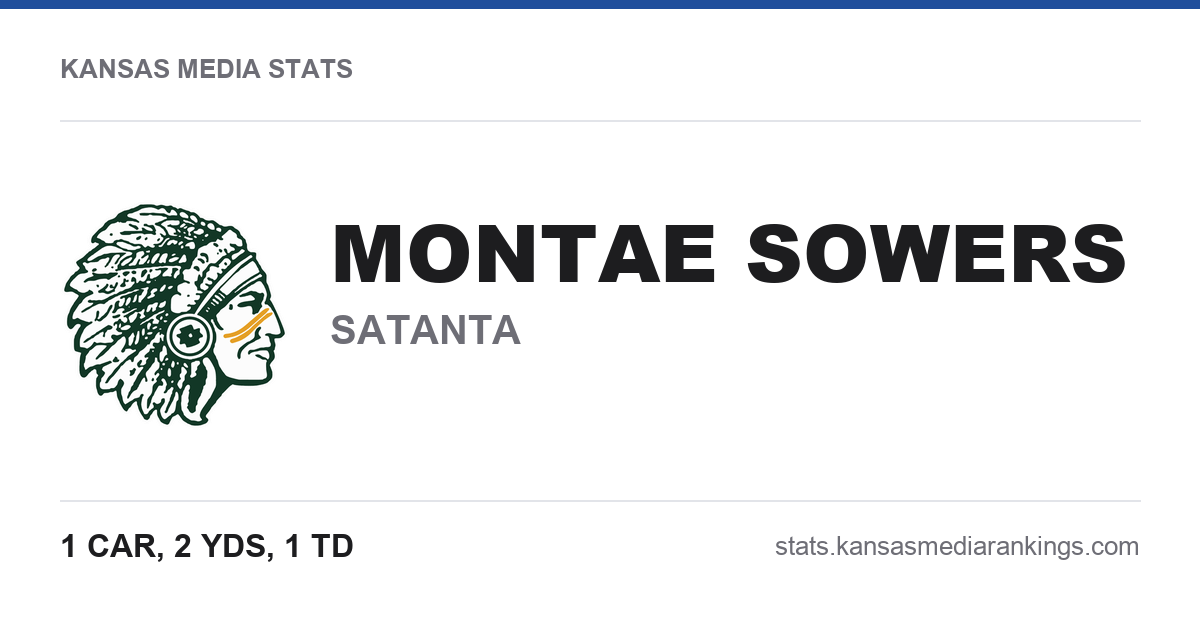 KANSAS MEDIA STATS
MONTAE SOWERS
SATANTA
1 CAR, 2 YDS, 1 TD
stats.kansasmediarankings.com